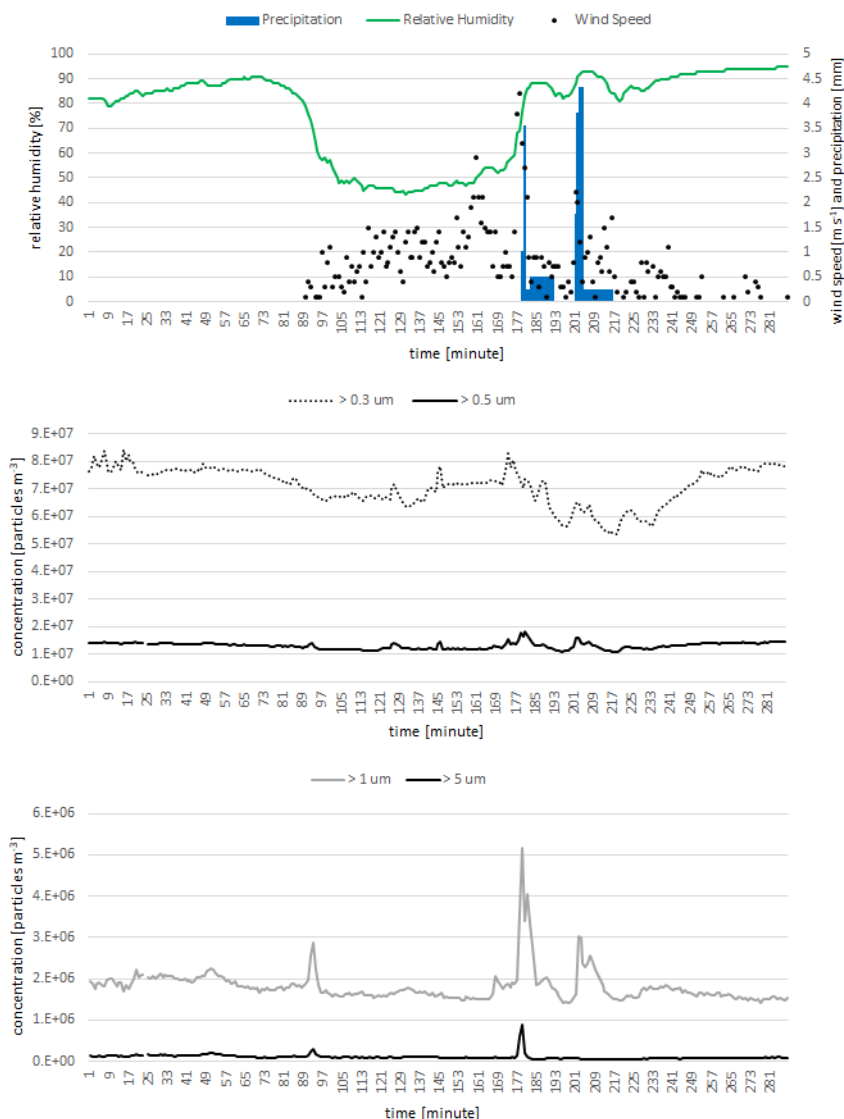 Precipitation Relative Humidity Wind Speed
100 5
90 4.5
80 4
70 3.5
60 3
50 2.5
40 2
30 1.5
20 1
10 0.5
0 0
relative humidity [%]
wind speed [m s⁻¹] and precipitation [mm]
1 9 17 25 33 41 49 57 65 73 81 89 97 105 113 121 129 137 145 153 161 169 177 185 193 201 209 217 225 233 241 249 257 265 273 281
time [minute]
> 0.3 um > 0.5 um
9.E+07
8.E+07
7.E+07
6.E+07
5.E+07
4.E+07
3.E+07
2.E+07
1.E+07
0.E+00
concentration [particles m⁻³]
1 9 17 25 33 41 49 57 65 73 81 89 97 105 113 121 129 137 145 153 161 169 177 185 193 201 209 217 225 233 241 249 257 265 273 281
time [minute]
> 1 um > 5 um
6.E+06
5.E+06
4.E+06
3.E+06
2.E+06
1.E+06
0.E+00
concentration [particles m⁻³]
1 9 17 25 33 41 49 57 65 73 81 89 97 105 113 121 129 137 145 153 161 169 177 185 193 201 209 217 225 233 241 249 257 265 273 281
time [minute]